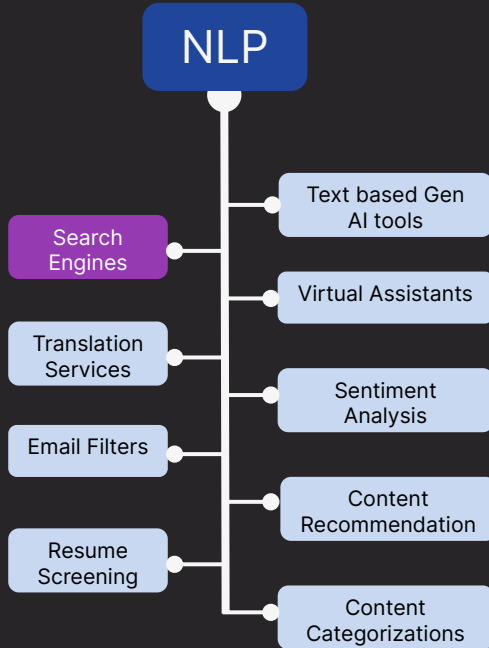 NLP
Search
Engines
Translation
Services
Email Filters
Resume
Screening
Text based Gen
AI tools
Virtual Assistants
Sentiment
Analysis
Content
Recommendation
Content
Categorizations